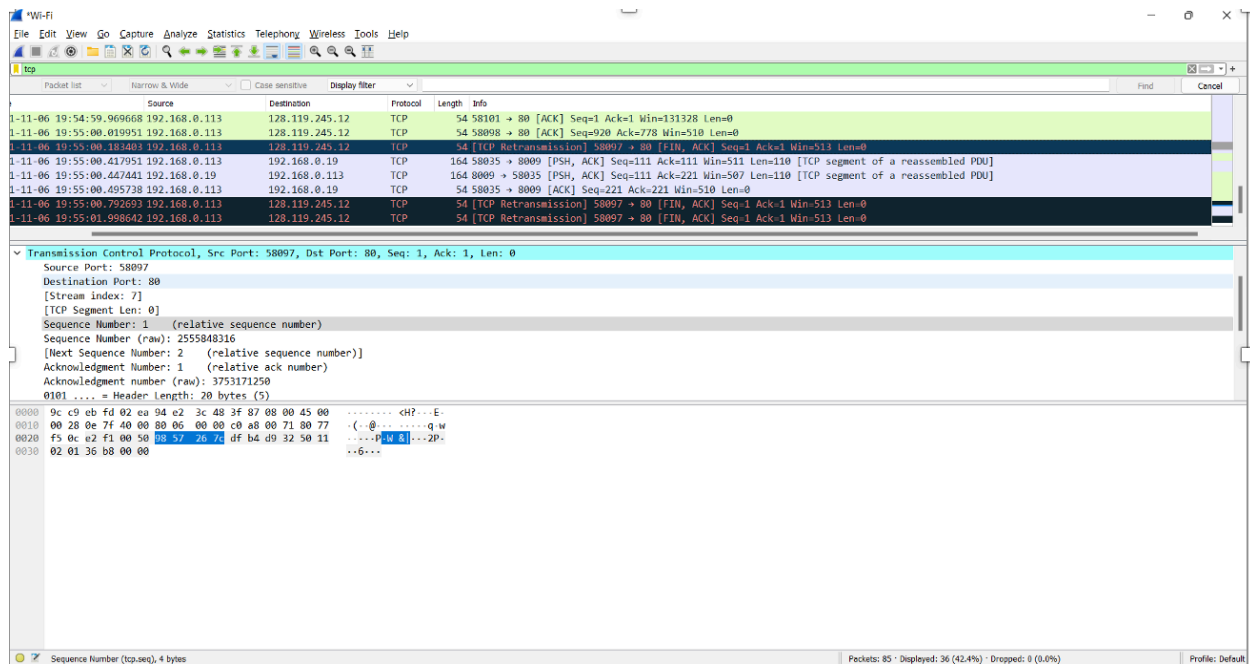 *Wi-Fi
File Edit View Go Capture Analyze Statistics Telephony Wireless Tools Help
tcp
Packet list Narrow & Wide Case sensitive Display filter Find Cancel
Source Destination Protocol Length Info
1-11-06 19:54:59.969668 192.168.0.113 128.119.245.12 TCP 54 58101 → 80 [ACK] Seq=1 Ack=1 Win=131328 Len=0
1-11-06 19:55:00.019951 192.168.0.113 128.119.245.12 TCP 54 58098 → 80 [ACK] Seq=920 Ack=778 Win=510 Len=0
1-11-06 19:55:00.183403 192.168.0.113 128.119.245.12 TCP 54 [TCP Retransmission] 58097 → 80 [FIN, ACK] Seq=1 Ack=1 Win=513 Len=0
1-11-06 19:55:00.417951 192.168.0.113 192.168.0.19 TCP 164 58035 → 8009 [PSH, ACK] Seq=111 Ack=111 Win=511 Len=110 [TCP segment of a reassembled PDU]
1-11-06 19:55:00.447441 192.168.0.19 192.168.0.113 TCP 164 8009 → 58035 [PSH, ACK] Seq=111 Ack=221 Win=507 Len=110 [TCP segment of a reassembled PDU]
1-11-06 19:55:00.495738 192.168.0.113 192.168.0.19 TCP 54 58035 → 8009 [ACK] Seq=221 Ack=221 Win=510 Len=0
1-11-06 19:55:00.792693 192.168.0.113 128.119.245.12 TCP 54 [TCP Retransmission] 58097 → 80 [FIN, ACK] Seq=1 Ack=1 Win=513 Len=0
1-11-06 19:55:01.998642 192.168.0.113 128.119.245.12 TCP 54 [TCP Retransmission] 58097 → 80 [FIN, ACK] Seq=1 Ack=1 Win=513 Len=0
Transmission Control Protocol, Src Port: 58097, Dst Port: 80, Seq: 1, Ack: 1, Len: 0
Source Port: 58097
Destination Port: 80
[Stream index: 7]
[TCP Segment Len: 0]
Sequence Number: 1 (relative sequence number)
Sequence Number (raw): 2555848316
[Next Sequence Number: 2 (relative sequence number)]
Acknowledgment Number: 1 (relative ack number)
Acknowledgment number (raw): 3753171250
0101 .... = Header Length: 20 bytes (5)
0000 9c c9 eb fd 02 ea 94 e2 3c 48 3f 87 08 00 45 00 ········ <H?···E·
0010 00 28 0e 7f 40 00 80 06 00 00 c0 a8 00 71 80 77 ·(··@··· ·····q·w
0020 f5 0c e2 f1 00 50 98 57 26 7c df b4 d9 32 50 11 ·····P·W &|···2P·
0030 02 01 36 b8 00 00 ··6···
Sequence Number (tcp.seq), 4 bytes Packets: 85 · Displayed: 36 (42.4%) · Dropped: 0 (0.0%) Profile: Default